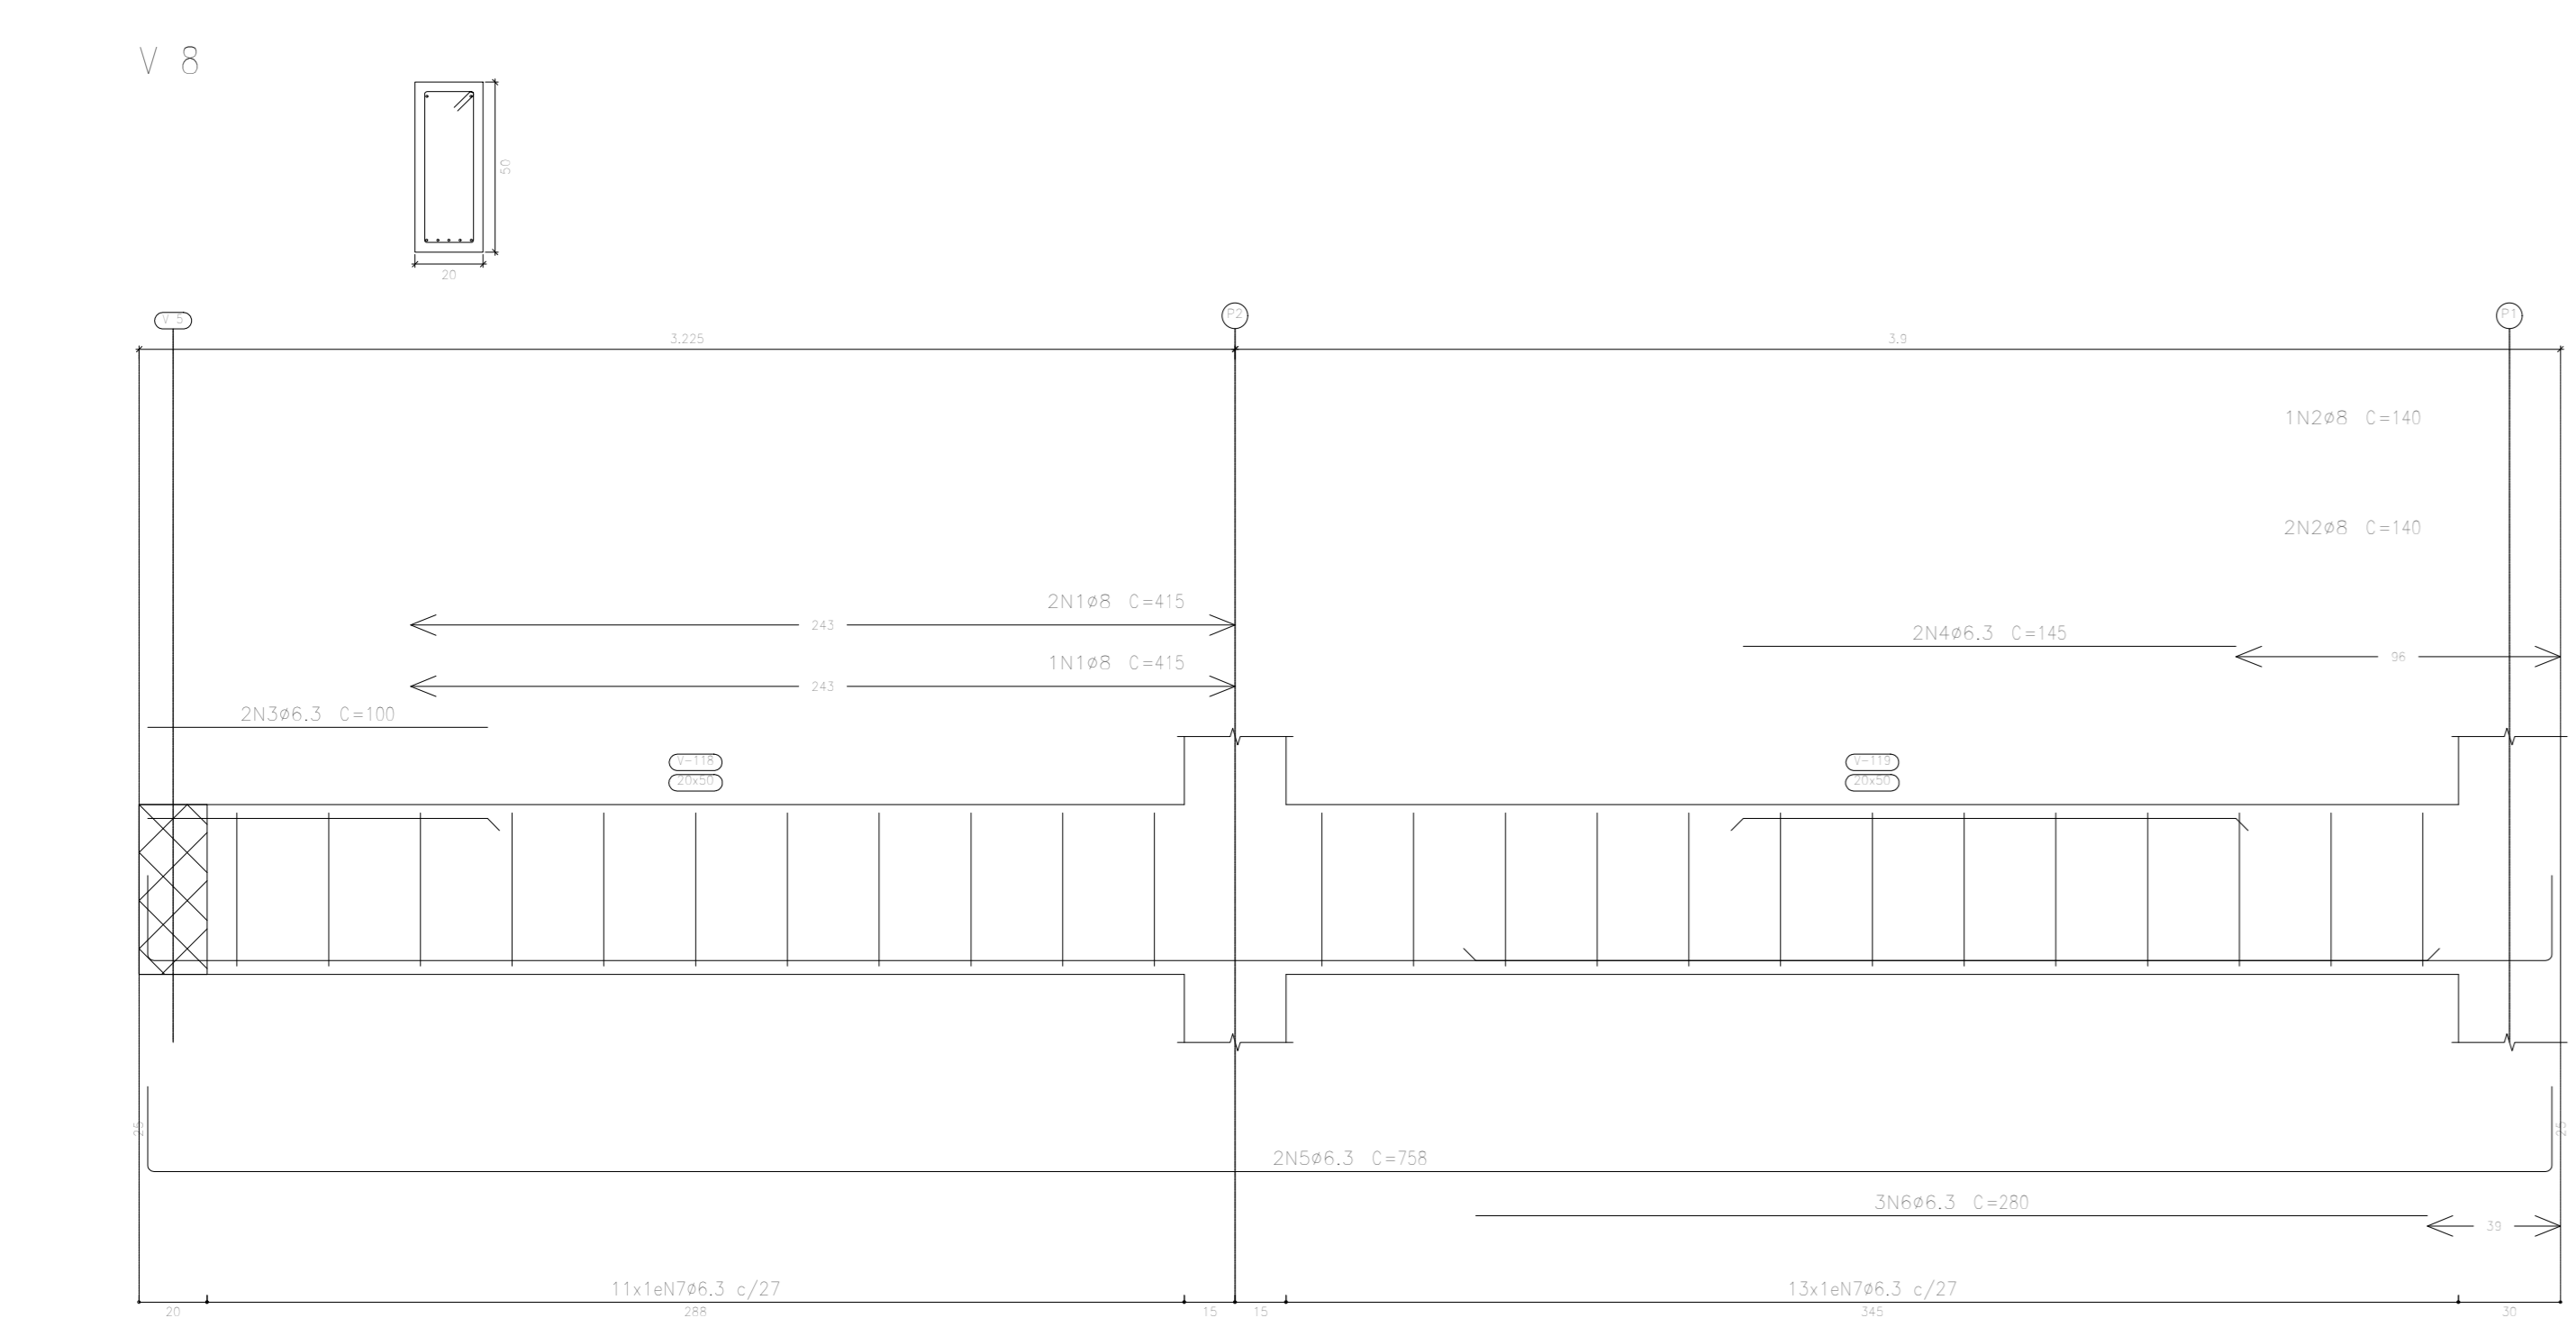 V 8
50
20
V 5
P2
P1
3.225
3.9
1N2ø8 C=140
2N2ø8 C=140
2N1ø8 C=415
243
2N4ø6.3 C=145
96
1N1ø8 C=415
243
2N3ø6.3 C=100
V-118
20x50
V-119
20x50
25
25
2N5ø6.3 C=758
3N6ø6.3 C=280
39
11x1eN7ø6.3 c/27
13x1eN7ø6.3 c/27
20
288
15
15
345
30